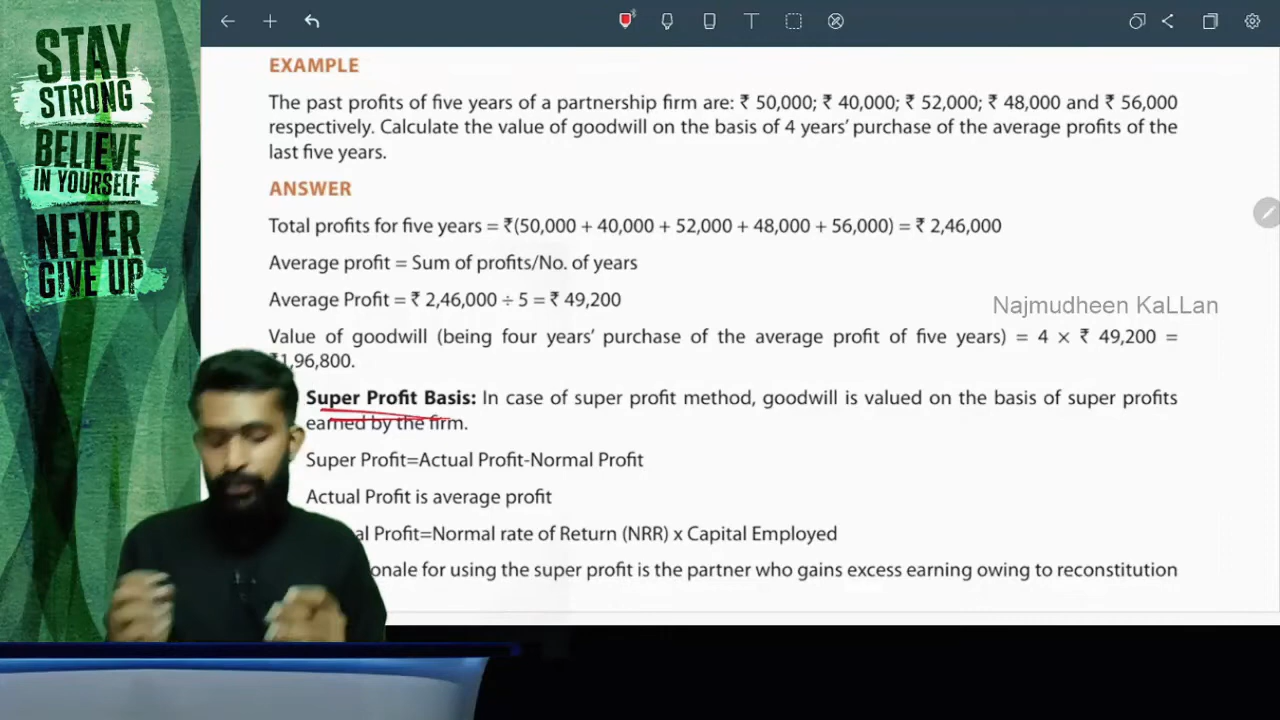 STAY
STRONG
BELIEVE
IN YOURSELF
NEVER
GIVE UP
EXAMPLE
The past profits of five years of a partnership firm are: ₹ 50,000; ₹ 40,000; ₹ 52,000; ₹ 48,000 and ₹ 56,000
respectively. Calculate the value of goodwill on the basis of 4 years’ purchase of the average profits of the
last five years.
ANSWER
Total profits for five years = ₹(50,000 + 40,000 + 52,000 + 48,000 + 56,000) = ₹ 2,46,000
Average profit = Sum of profits/No. of years
Average Profit = ₹ 2,46,000 ÷ 5 = ₹ 49,200
Najmudheen KaLLan
Value of goodwill (being four years’ purchase of the average profit of five years) = 4 × ₹ 49,200 =
₹1,96,800.
Super Profit Basis: In case of super profit method, goodwill is valued on the basis of super profits
earned by the firm.
Super Profit=Actual Profit-Normal Profit
Actual Profit is average profit
al Profit=Normal rate of Return (NRR) x Capital Employed
onale for using the super profit is the partner who gains excess earning owing to reconstitution